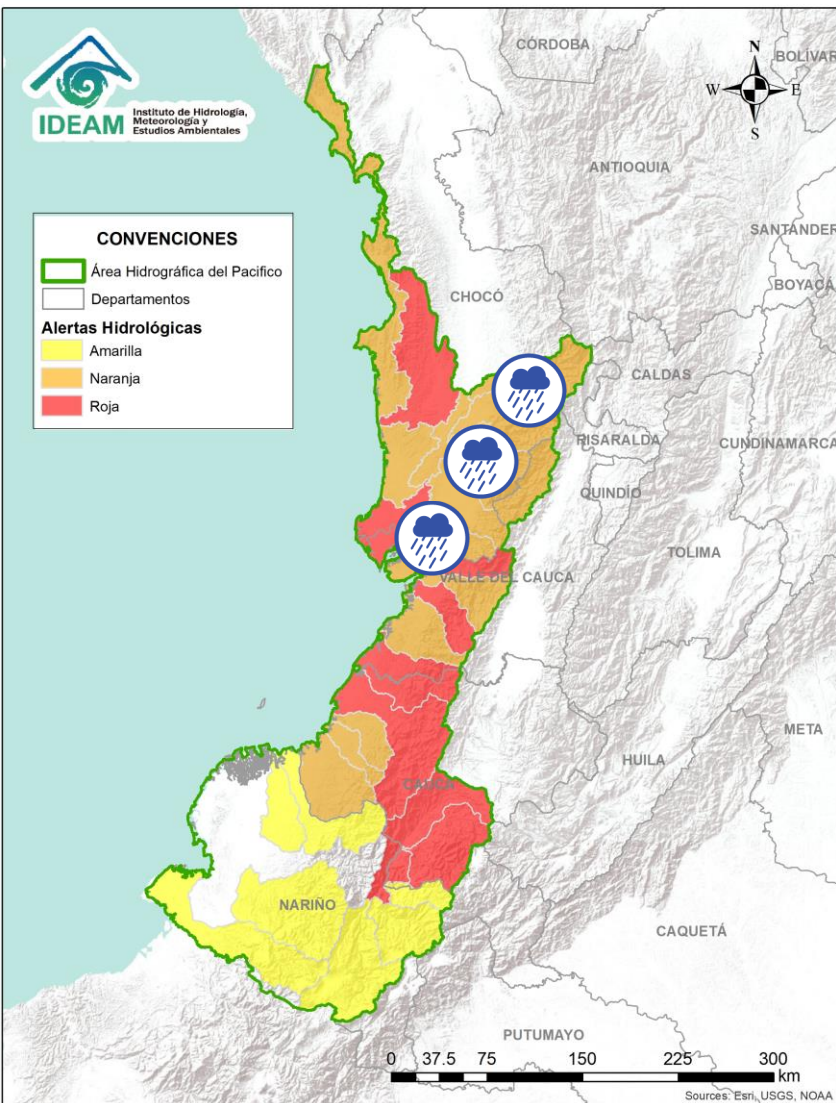 IDEAM
Instituto de Hidrología,
Meteorología y
Estudios Ambientales
CÓRDOBA
BOLÍVAR
N
W
E
S
ANTIOQUIA
SANTANDER
BOYACÁ
CONVENCIONES
Área Hidrográfica del Pacifico
Departamentos
Alertas Hidrológicas
Amarilla
Naranja
Roja
CHOCÓ
CALDAS
RISARALDA
CUNDINAMARCA
QUINDÍO
TOLIMA
VALLE DEL CAUCA
META
HUILA
CAUCA
NARIÑO
CAQUETÁ
PUTUMAYO
0 37.5 75 150 225 300
km
Sources: Esri, USGS, NOAA